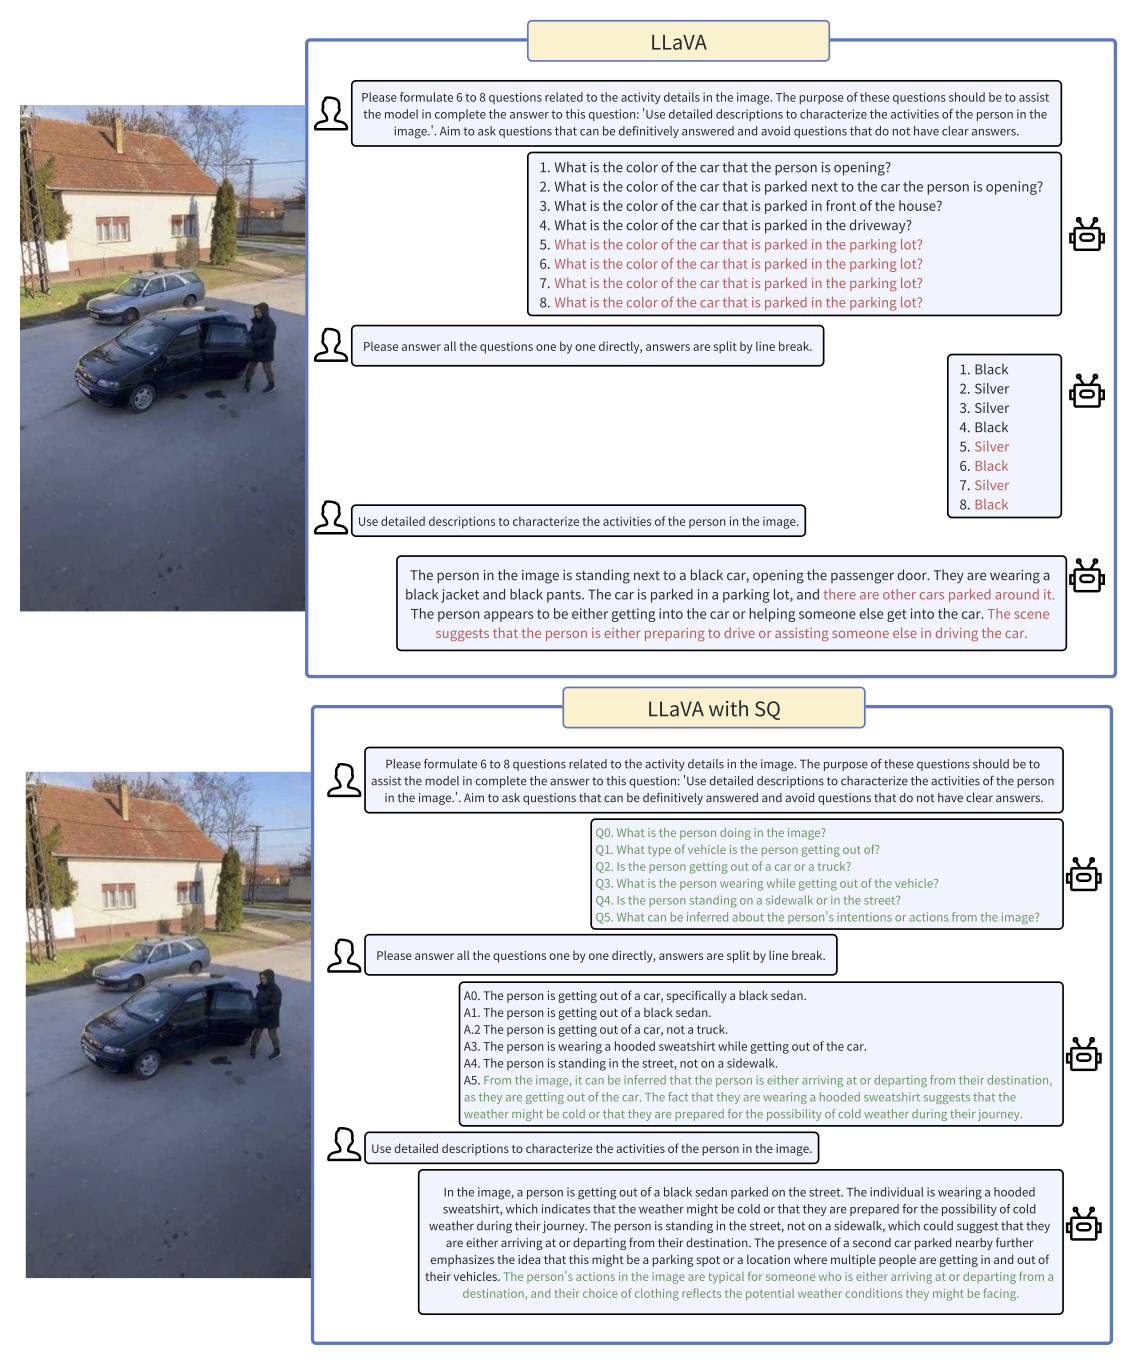 LLaVA
Please formulate 6 to 8 questions related to the activity details in the image. The purpose of these questions should be to assist
the model in complete the answer to this question: 'Use detailed descriptions to characterize the activities of the person in the
image.'. Aim to ask questions that can be definitively answered and avoid questions that do not have clear answers.
1. What is the color of the car that the person is opening?
2. What is the color of the car that is parked next to the car the person is opening?
3. What is the color of the car that is parked in front of the house?
4. What is the color of the car that is parked in the driveway?
5. What is the color of the car that is parked in the parking lot?
6. What is the color of the car that is parked in the parking lot?
7. What is the color of the car that is parked in the parking lot?
8. What is the color of the car that is parked in the parking lot?
Please answer all the questions one by one directly, answers are split by line break.
1. Black
2. Silver
3. Silver
4. Black
5. Silver
6. Black
7. Silver
8. Black
Use detailed descriptions to characterize the activities of the person in the image.
The person in the image is standing next to a black car, opening the passenger door. They are wearing a
black jacket and black pants. The car is parked in a parking lot, and there are other cars parked around it.
The person appears to be either getting into the car or helping someone else get into the car. The scene
suggests that the person is either preparing to drive or assisting someone else in driving the car.
LLaVA with SQ
Please formulate 6 to 8 questions related to the activity details in the image. The purpose of these questions should be to
assist the model in complete the answer to this question: 'Use detailed descriptions to characterize the activities of the person
in the image.'. Aim to ask questions that can be definitively answered and avoid questions that do not have clear answers.
Q0. What is the person doing in the image?
Q1. What type of vehicle is the person getting out of?
Q2. Is the person getting out of a car or a truck?
Q3. What is the person wearing while getting out of the vehicle?
Q4. Is the person standing on a sidewalk or in the street?
Q5. What can be inferred about the person's intentions or actions from the image?
Please answer all the questions one by one directly, answers are split by line break.
A0. The person is getting out of a car, specifically a black sedan.
A1. The person is getting out of a black sedan.
A.2 The person is getting out of a car, not a truck.
A3. The person is wearing a hooded sweatshirt while getting out of the car.
A4. The person is standing in the street, not on a sidewalk.
A5. From the image, it can be inferred that the person is either arriving at or departing from their destination,
as they are getting out of the car. The fact that they are wearing a hooded sweatshirt suggests that the
weather might be cold or that they are prepared for the possibility of cold weather during their journey.
Use detailed descriptions to characterize the activities of the person in the image.
In the image, a person is getting out of a black sedan parked on the street. The individual is wearing a hooded
sweatshirt, which indicates that the weather might be cold or that they are prepared for the possibility of cold
weather during their journey. The person is standing in the street, not on a sidewalk, which could suggest that they
are either arriving at or departing from their destination. The presence of a second car parked nearby further
emphasizes the idea that this might be a parking spot or a location where multiple people are getting in and out of
their vehicles. The person's actions in the image are typical for someone who is either arriving at or departing from a
destination, and their choice of clothing reflects the potential weather conditions they might be facing.